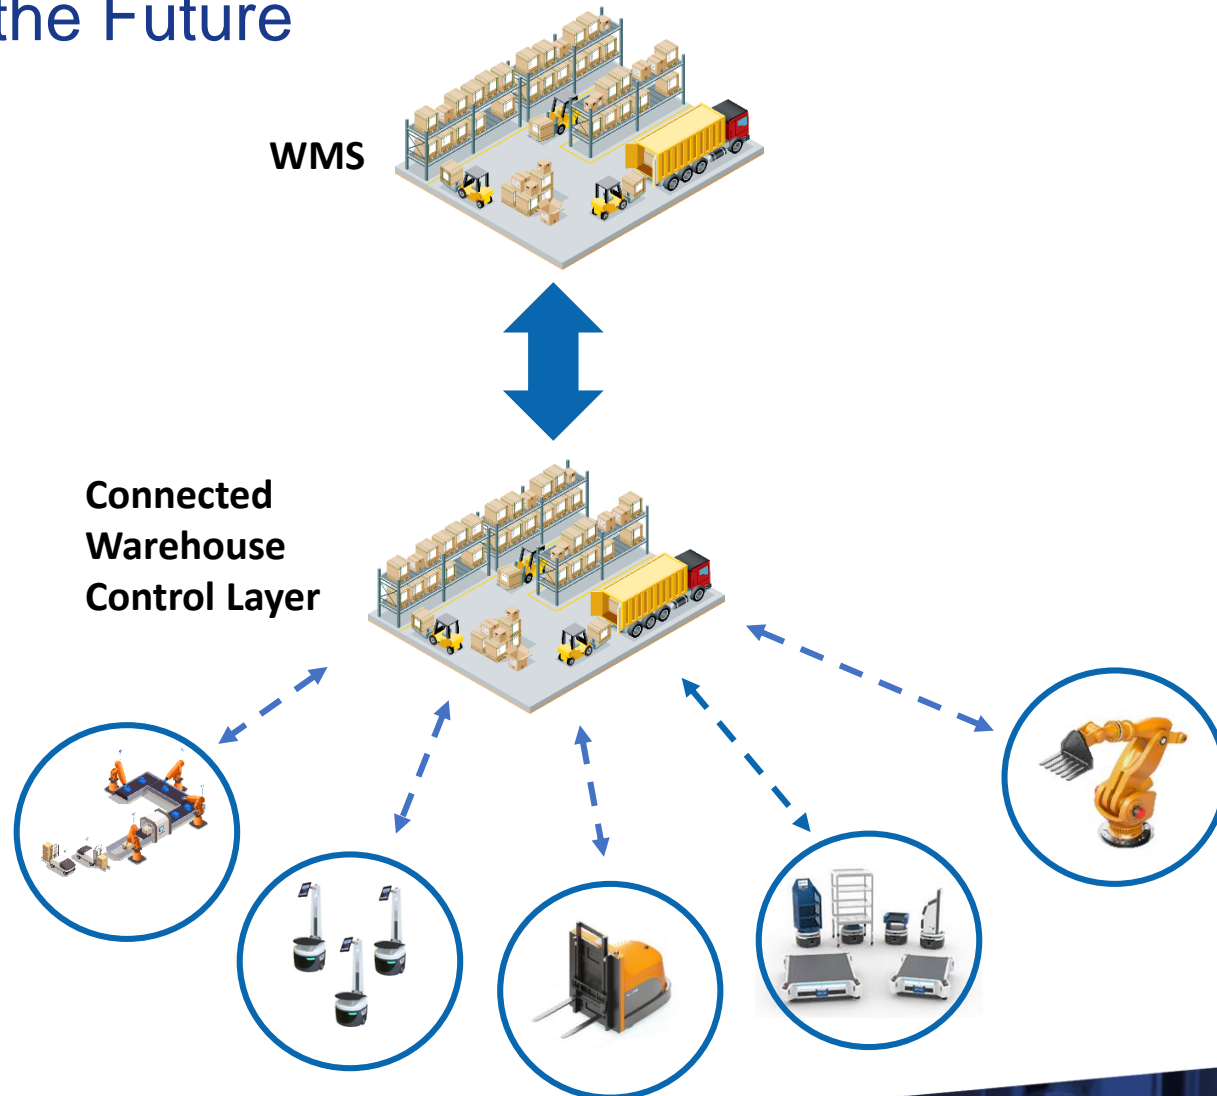 the Future
WMS
Connected
Warehouse
Control Layer